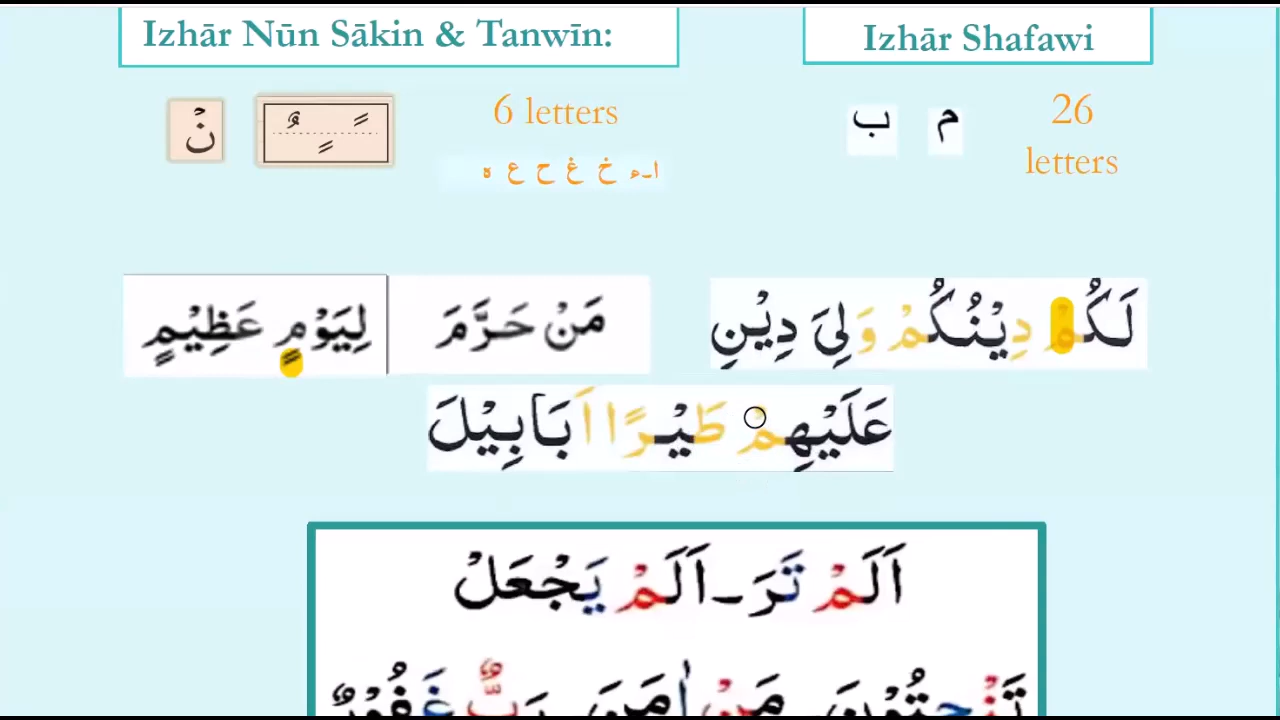 Izhār Nūn Sākin & Tanwīn:
Izhār Shafawi
نْ
ـً ـٌ ـٍ
6 letters
ا-ء خ غ ح ع ه
ب م
26
letters
لِيَوْمٍ عَظِيْمٍ
مَنْ حَرَّمَ
لَكُمْ دِيْنُكُمْ وَلِىَ دِيْنِ
عَلَيْهِمْ طَيْرًا اَبَابِيْلَ
اَلَمْ تَرَ - اَلَمْ يَجْعَلْ
تَنْحِتُوْنَ مَنْ اٰمَنَ رَبٌّ غَفُوْرٌ